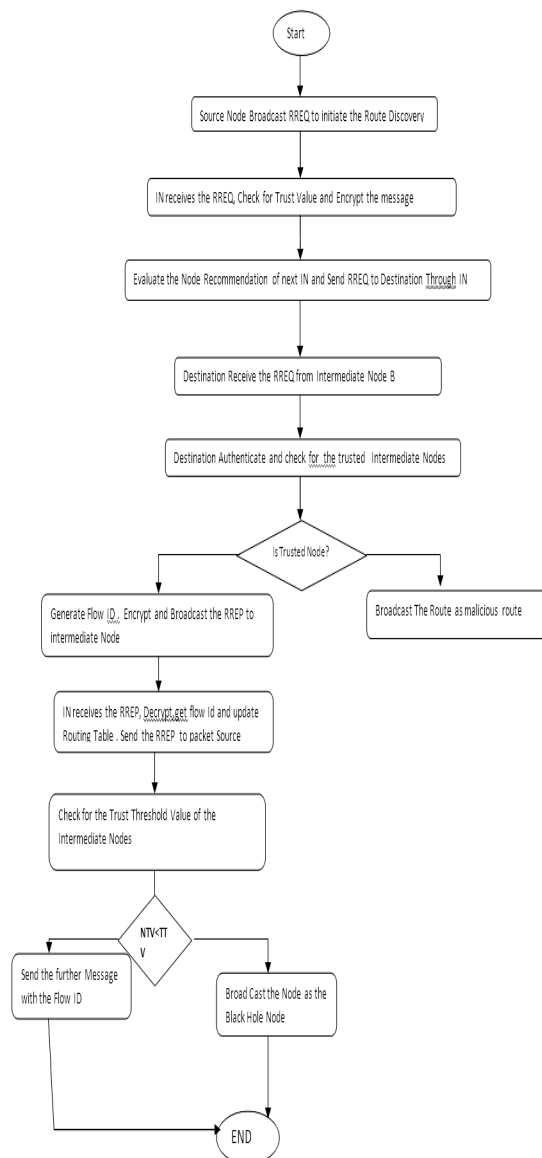 Start
Source Node Broadcast RREQ to initiate the Route Discovery
IN receives the RREQ, Check for Trust Value and Encrypt the message
Evaluate the Node Recommendation of next IN and Send RREQ to Destination Through IN
Destination Receive the RREQ from Intermediate Node B
Destination Authenticate and check for the trusted Intermediate Nodes
Is Trusted Node?
Generate Flow ID . Encrypt and Broadcast the RREP to
intermediate Node
Broadcast The Route as malicious route
IN receives the RREP, Decrypt,get flow Id and update
Routing Table . Send the RREP to packet Source
Check for the Trust Threshold Value of the
Intermediate Nodes
NTV<TT
V
Send the further Message
with the Flow ID
Broad Cast the Node as the
Black Hole Node
END